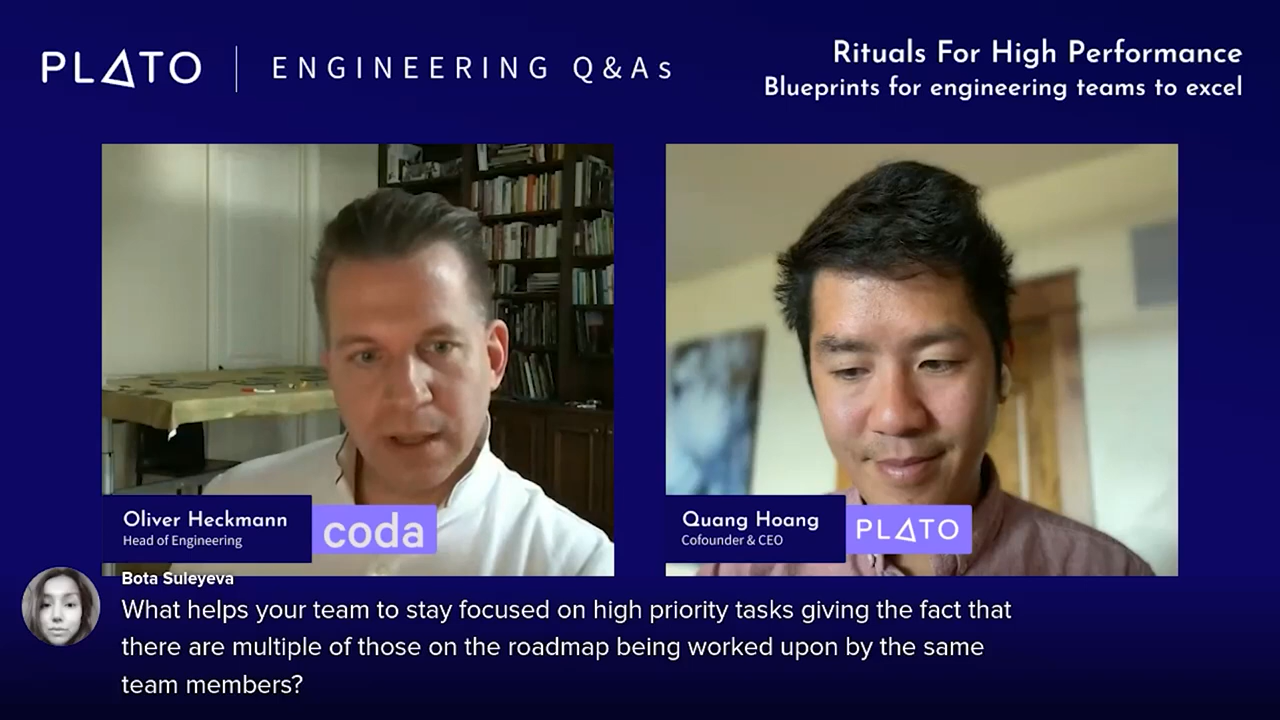 PLATO
ENGINEERING Q&As
Rituals For High Performance
Blueprints for engineering teams to excel
Oliver Heckmann
Head of Engineering
coda
Quang Hoang
Cofounder & CEO
PLATO
Bota Suleyeva
What helps your team to stay focused on high priority tasks giving the fact that
there are multiple of those on the roadmap being worked upon by the same
team members?